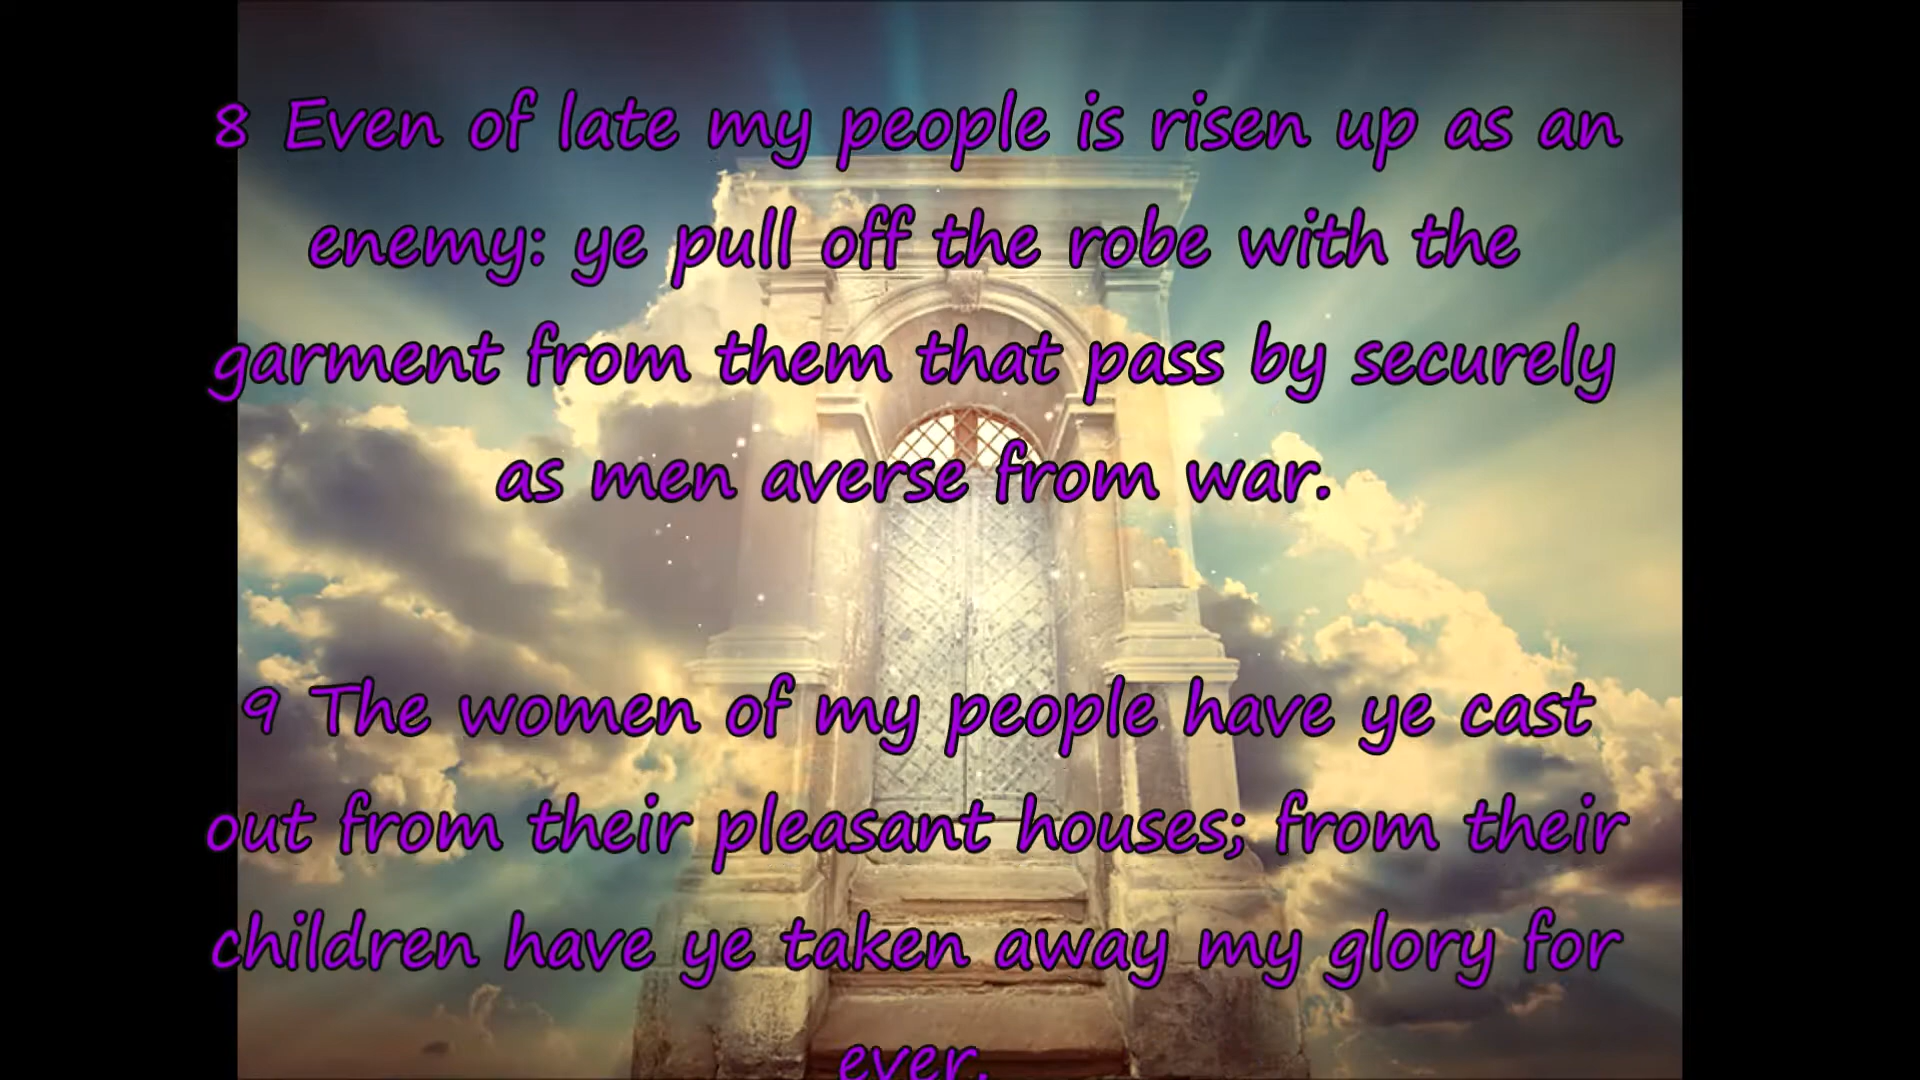 8 Even of late my people is risen up as an
enemy: ye pull off the robe with the
garment from them that pass by securely
as men averse from war.
9 The women of my people have ye cast
out from their pleasant houses; from their
children have ye taken away my glory for
ever.